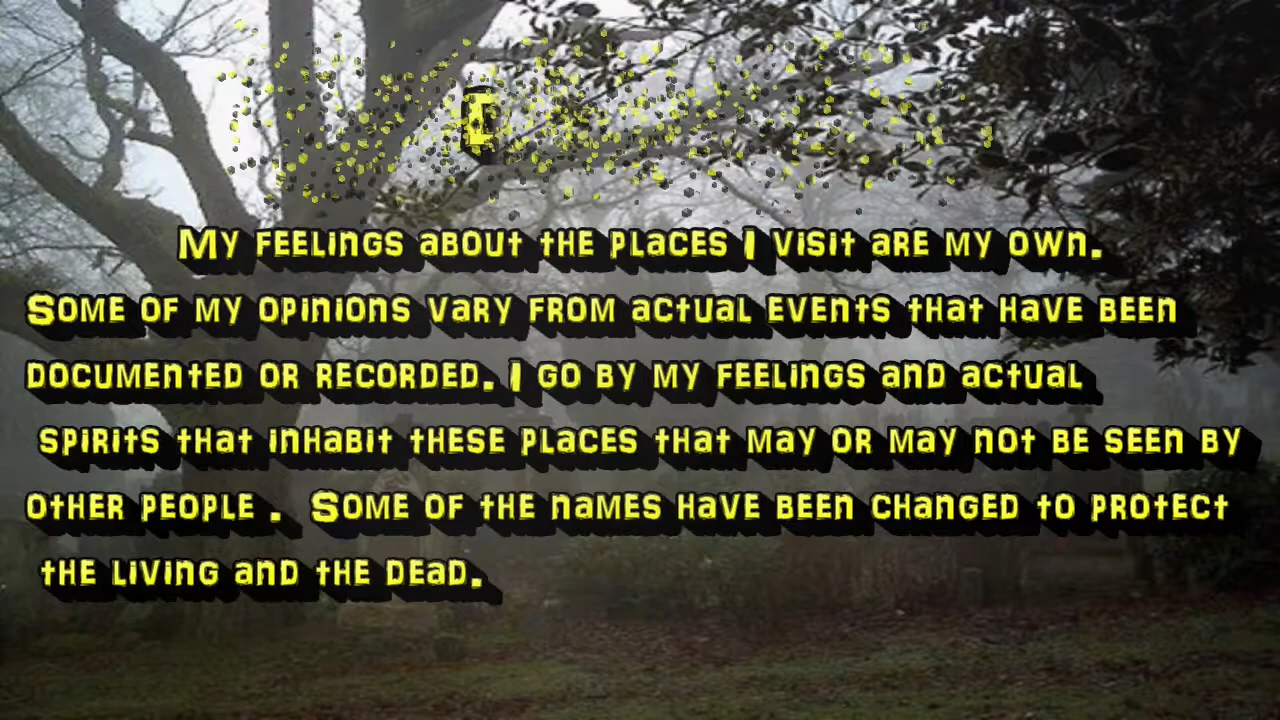 My feelings about the places I visit are my own.
Some of my opinions vary from actual events that have been
documented or recorded. I go by my feelings and actual
spirits that inhabit these places that may or may not be seen by
other people . Some of the names have been changed to protect
the living and the dead.